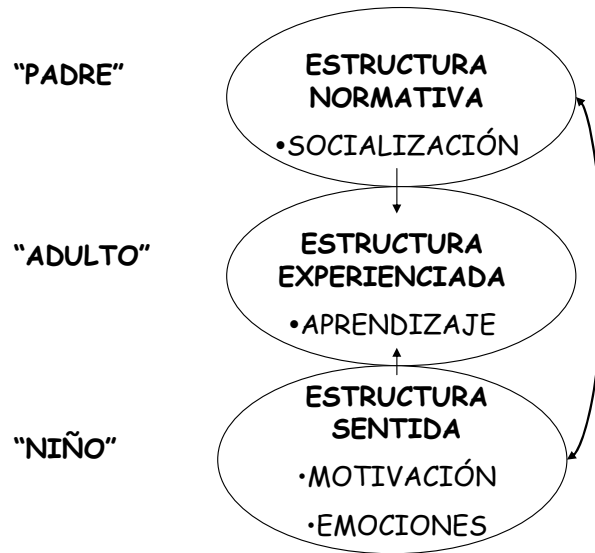 “PADRE”
ESTRUCTURA
NORMATIVA
•SOCIALIZACIÓN
“ADULTO”
ESTRUCTURA
EXPERIENCIADA
•APRENDIZAJE
“NIÑO”
ESTRUCTURA
SENTIDA
•MOTIVACIÓN
•EMOCIONES